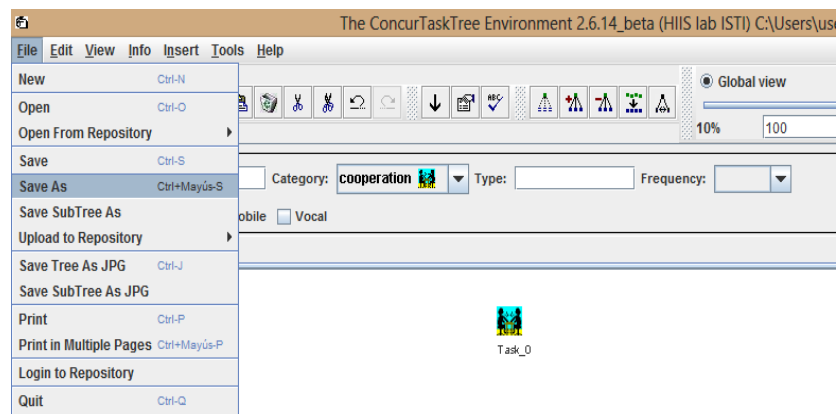 The ConcurTaskTree Environment 2.6.14_beta (HIIS lab ISTI) C:\Users\us
File Edit View Info Insert Tools Help
New Ctrl-N
Open Ctrl-O
Open From Repository
Save Ctrl-S
Save As Ctrl+Mayús-S
Save SubTree As
Upload to Repository
Save Tree As JPG Ctrl-J
Save SubTree As JPG
Print Ctrl-P
Print in Multiple Pages Ctrl+Mayús-P
Login to Repository
Quit Ctrl-Q
ABC
Global view
10% 100
Category: cooperation Type: Frequency:
obile Vocal
Task_0